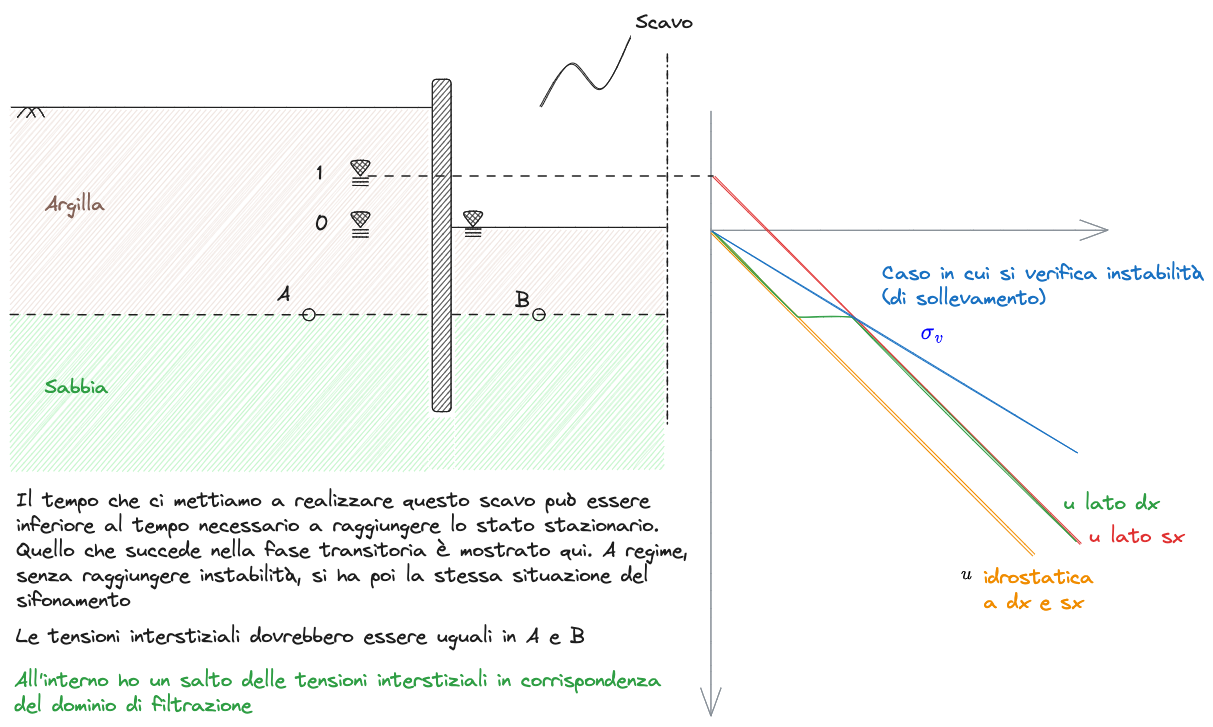 Scavo
1
Argilla
0
A
B
Sabbia
Caso in cui si verifica instabilità
(di sollevamento)
σv
u lato dx
u lato sx
u idrostatica
a dx e sx
Il tempo che ci mettiamo a realizzare questo scavo può essere
inferiore al tempo necessario a raggiungere lo stato stazionario.
Quello che succede nella fase transitoria È mostrato qui. A regime,
senza raggiungere instabilità, si ha poi la stessa situazione del
sifonamento
Le tensioni interstiziali dovrebbero essere uguali in A e B
All'interno ho un salto delle tensioni interstiziali in corrispondenza
del dominio di filtrazione